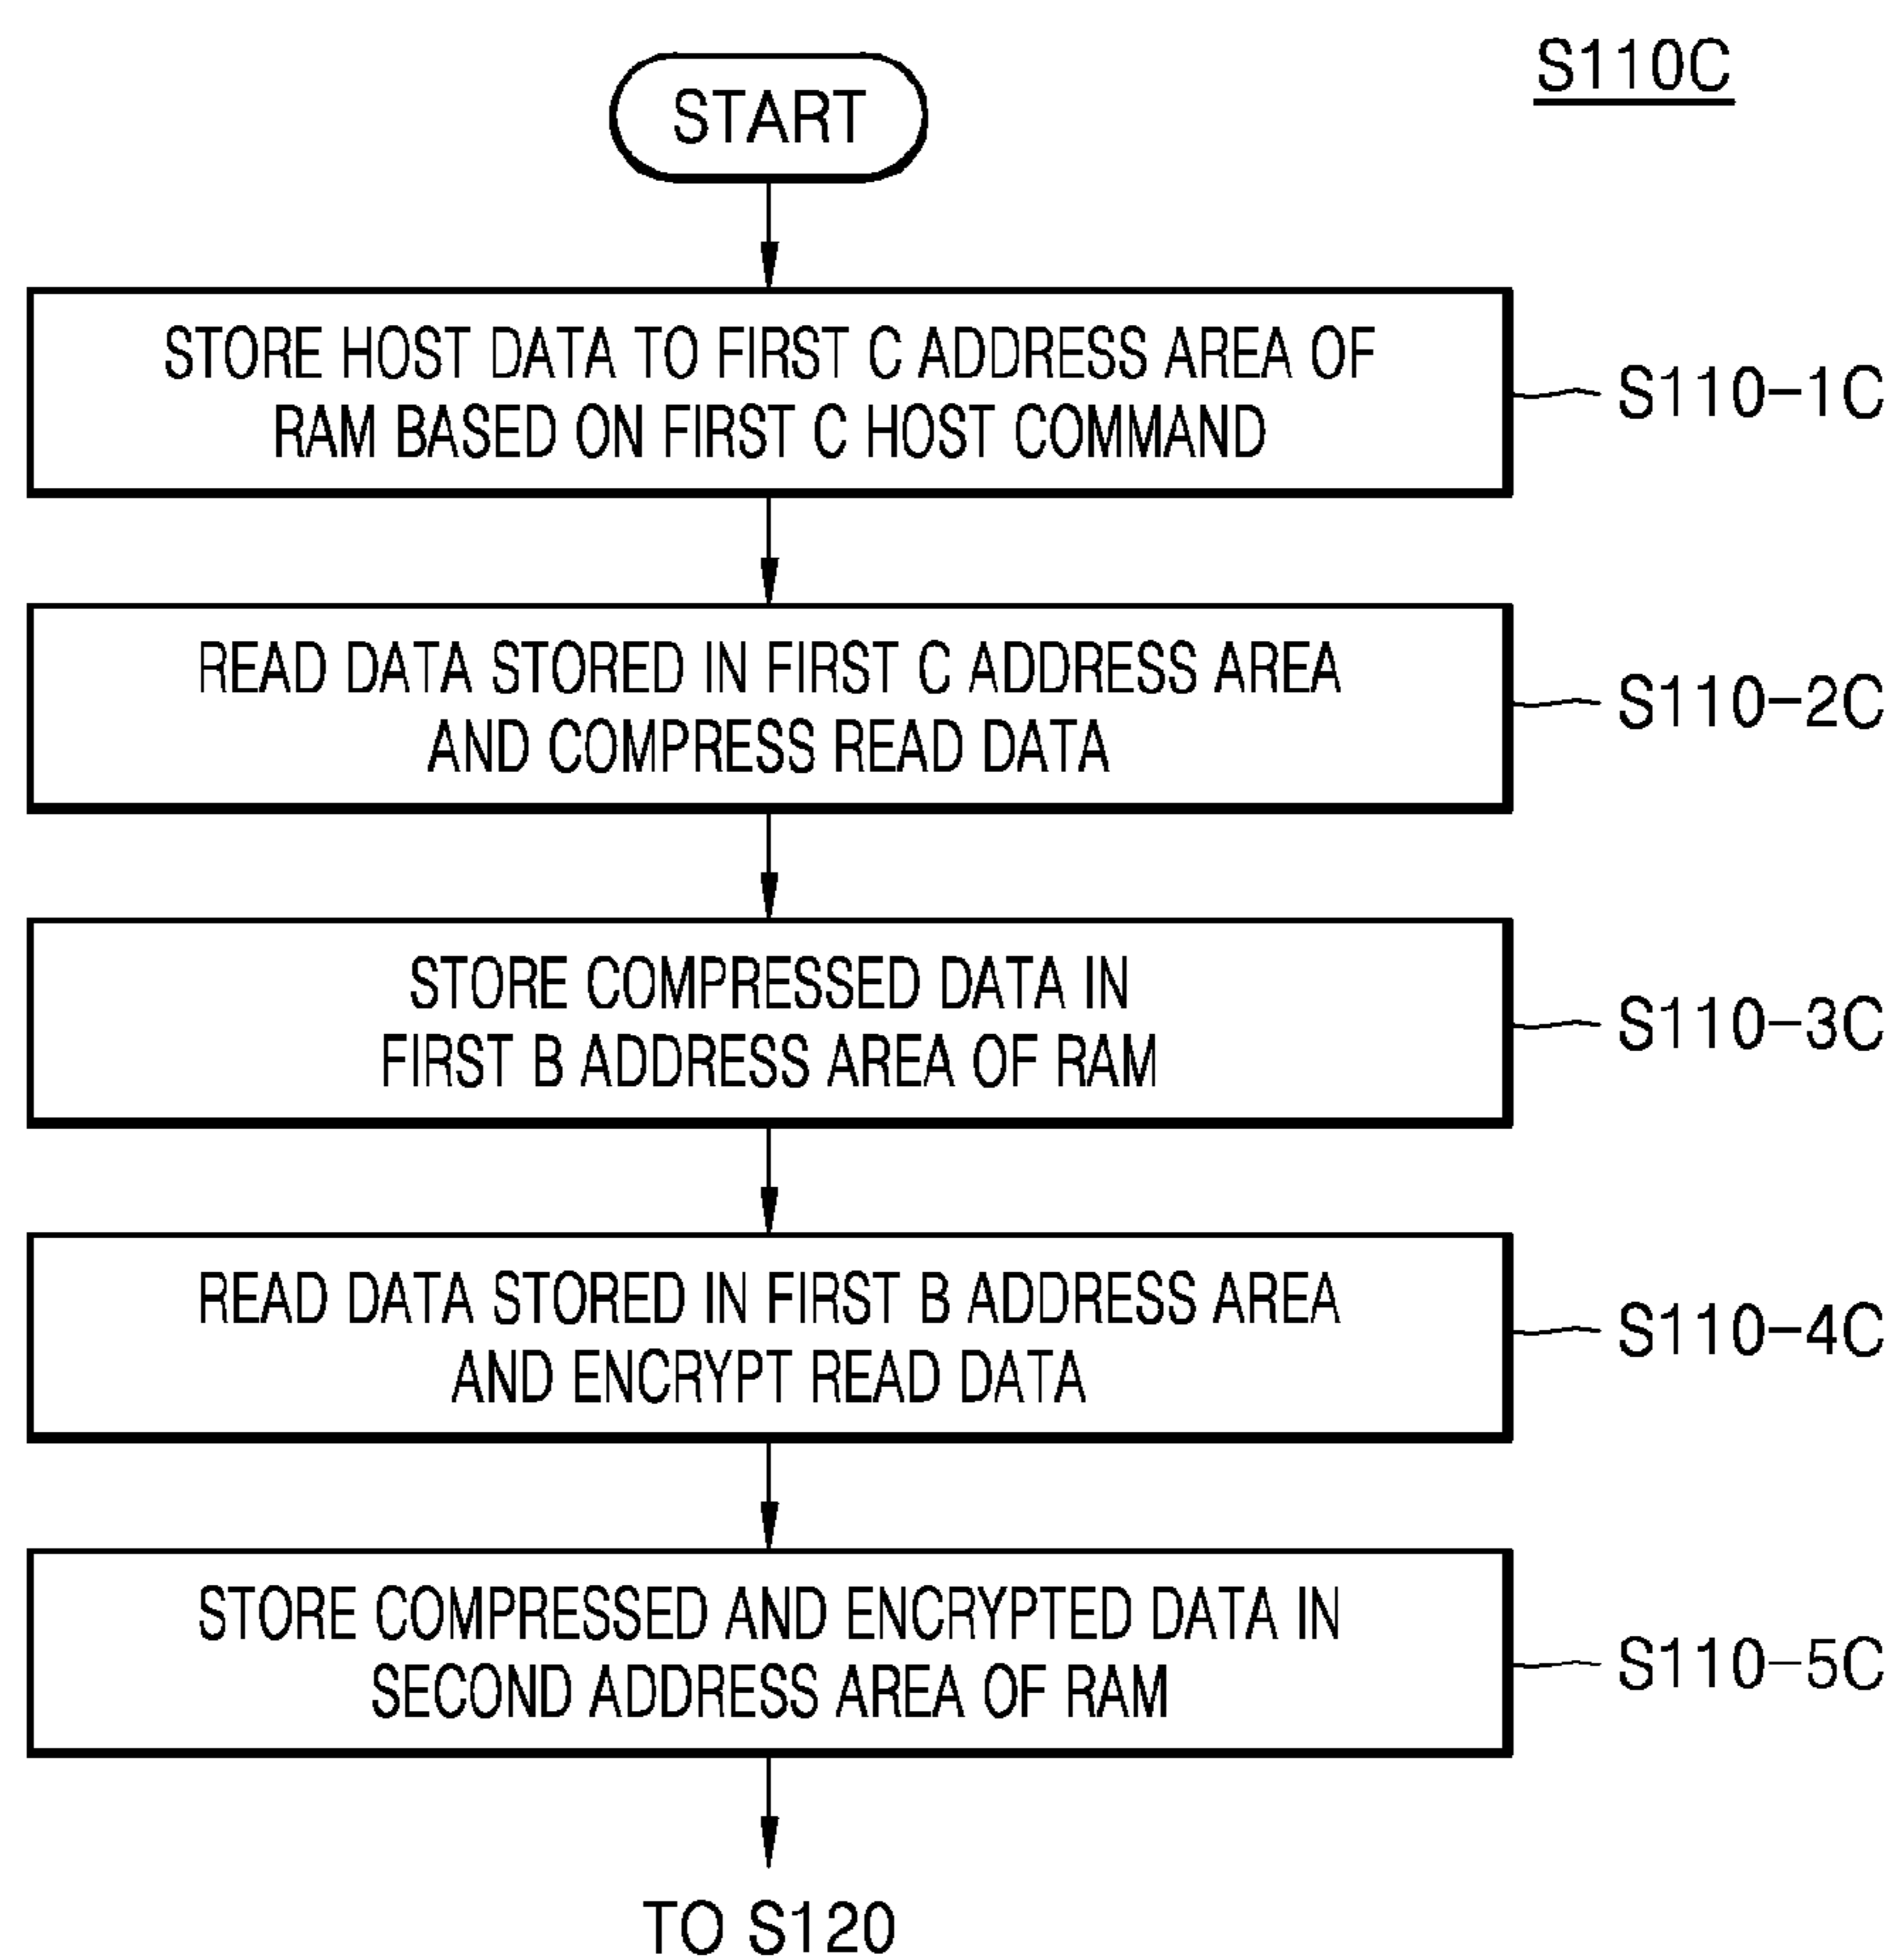 S110C
START
STORE HOST DATA TO FIRST C ADDRESS AREA OF
RAM BASED ON FIRST C HOST COMMAND
S110-1C
READ DATA STORED IN FIRST C ADDRESS AREA
AND COMPRESS READ DATA
S110-2C
STORE COMPRESSED DATA IN
FIRST B ADDRESS AREA OF RAM
S110-3C
READ DATA STORED IN FIRST B ADDRESS AREA
AND ENCRYPT READ DATA
S110-4C
STORE COMPRESSED AND ENCRYPTED DATA IN
SECOND ADDRESS AREA OF RAM
S110-5C
TO S120